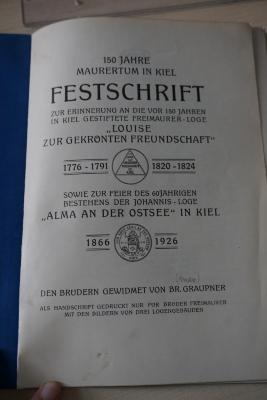 150 JAHRE
MAURERTUM IN KIEL
FESTSCHRIFT
ZUR ERINNERUNG AN DIE VOR 150 JAHREN
IN KIEL GESTIFTETE FREIMAURER-LOGE
„LOUISE
ZUR GEKRÖNTEN FREUNDSCHAFT"
1776 - 1791 1820 - 1824
SOWIE ZUR FEIER DES 60JÄHRIGEN
BESTEHENS DER JOHANNIS-LOGE
„ALMA AN DER OSTSEE" IN KIEL
1866 1926
DEN BRÜDERN GEWIDMET VON BR. GRAUPNER
ALS HANDSCHRIFT GEDRUCKT NUR FÜR BRÜDER FREIMAURER
MIT DEN BILDERN VON DREI LOGENGEBÄUDEN